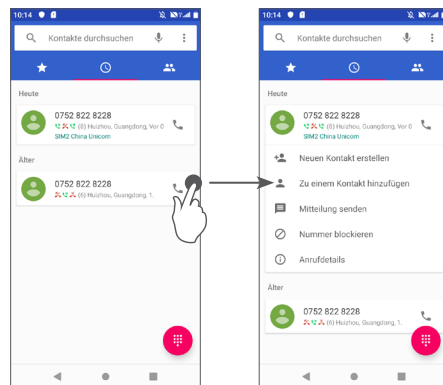 10:14
Kontakte durchsuchen
Heute
0752 822 8228
(6) Huizhou, Guangdong, Vor 0
SIM2 China Unicom
Älter
0752 822 8228
(6) Huizhou, Guangdong, 1.
10:14
Kontakte durchsuchen
Heute
0752 822 8228
(6) Huizhou, Guangdong, Vor 0
SIM2 China Unicom
Neuen Kontakt erstellen
Zu einem Kontakt hinzufügen
Mitteilung senden
Nummer blockieren
Anrufdetails
Älter
0752 822 8228
(6) Huizhou, Guangdong, 1.